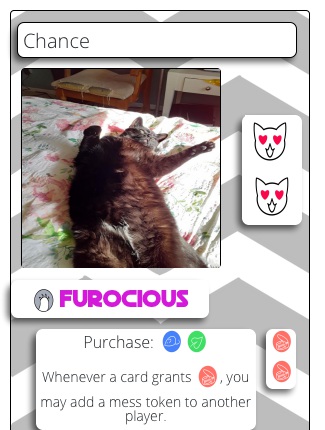 Chance
FUROCIOUS
Purchase:
Whenever a card grants , you
may add a mess token to another
player.